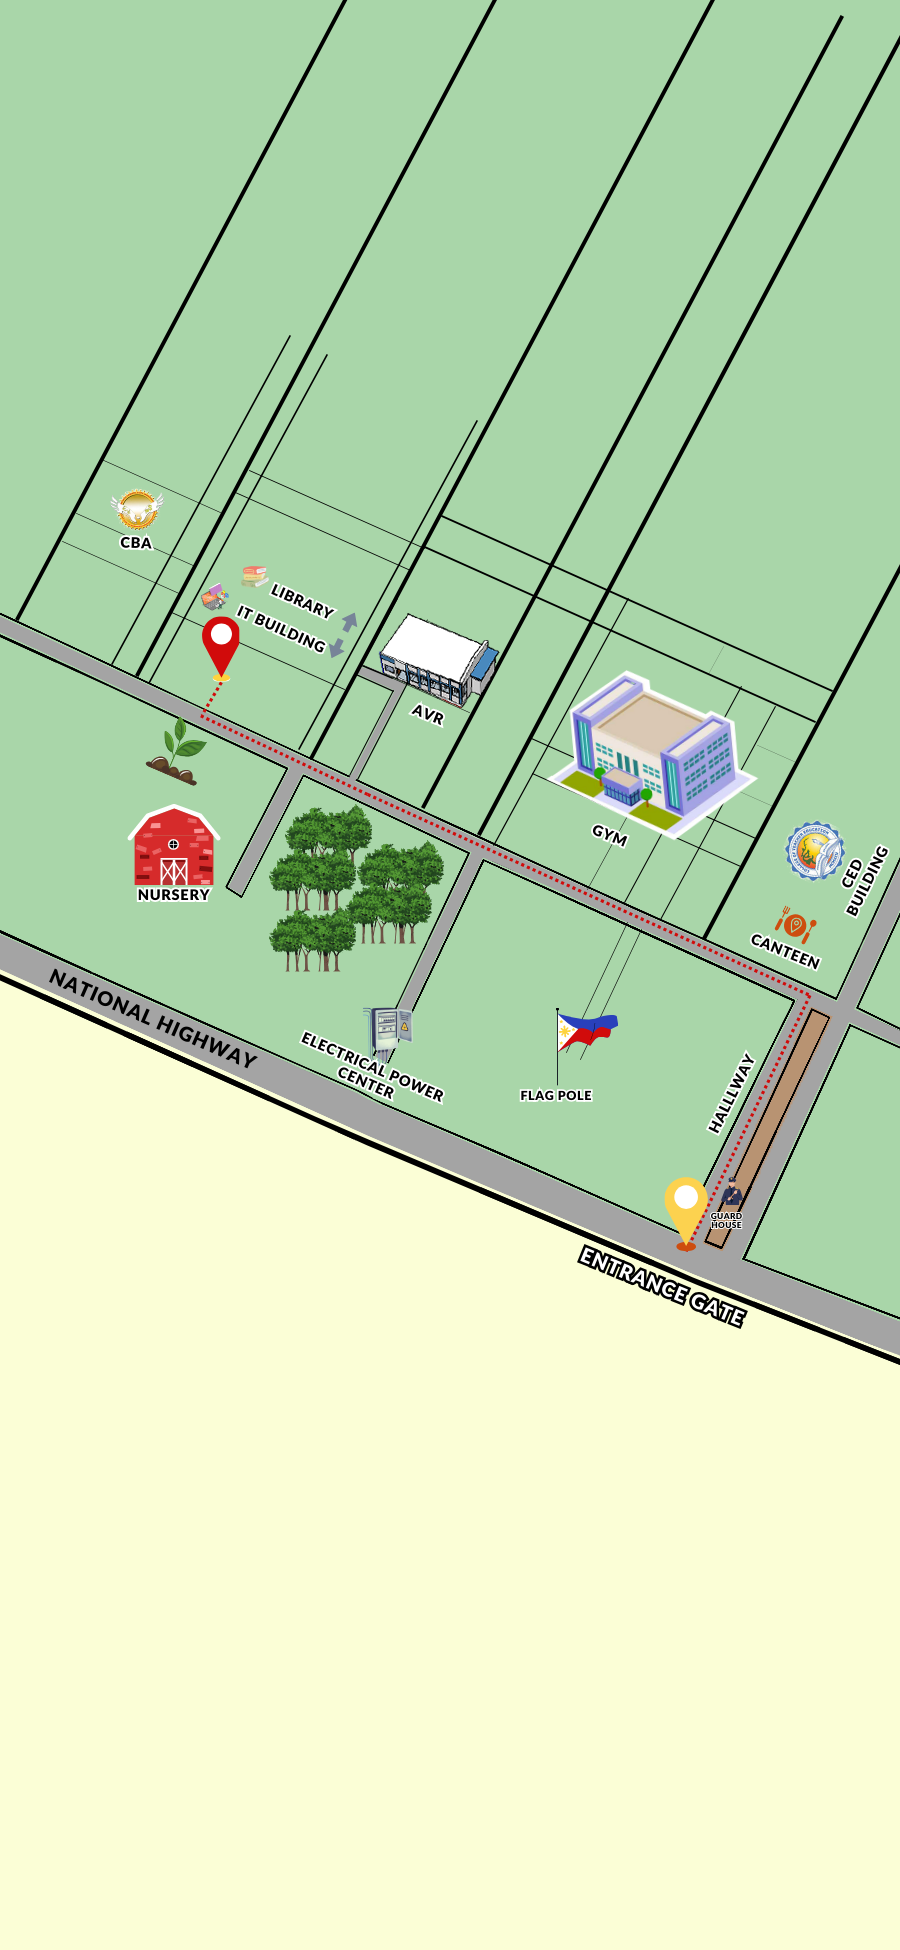 CBA
LIBRARY
IT BUILDING
AVR
GYM
CED
BUILDING
CANTEEN
NURSERY
NATIONAL HIGHWAY
ELECTRICAL POWER
CENTER
FLAG POLE
HALLLWAY
GUARD
HOUSE
ENTRANCE GATE